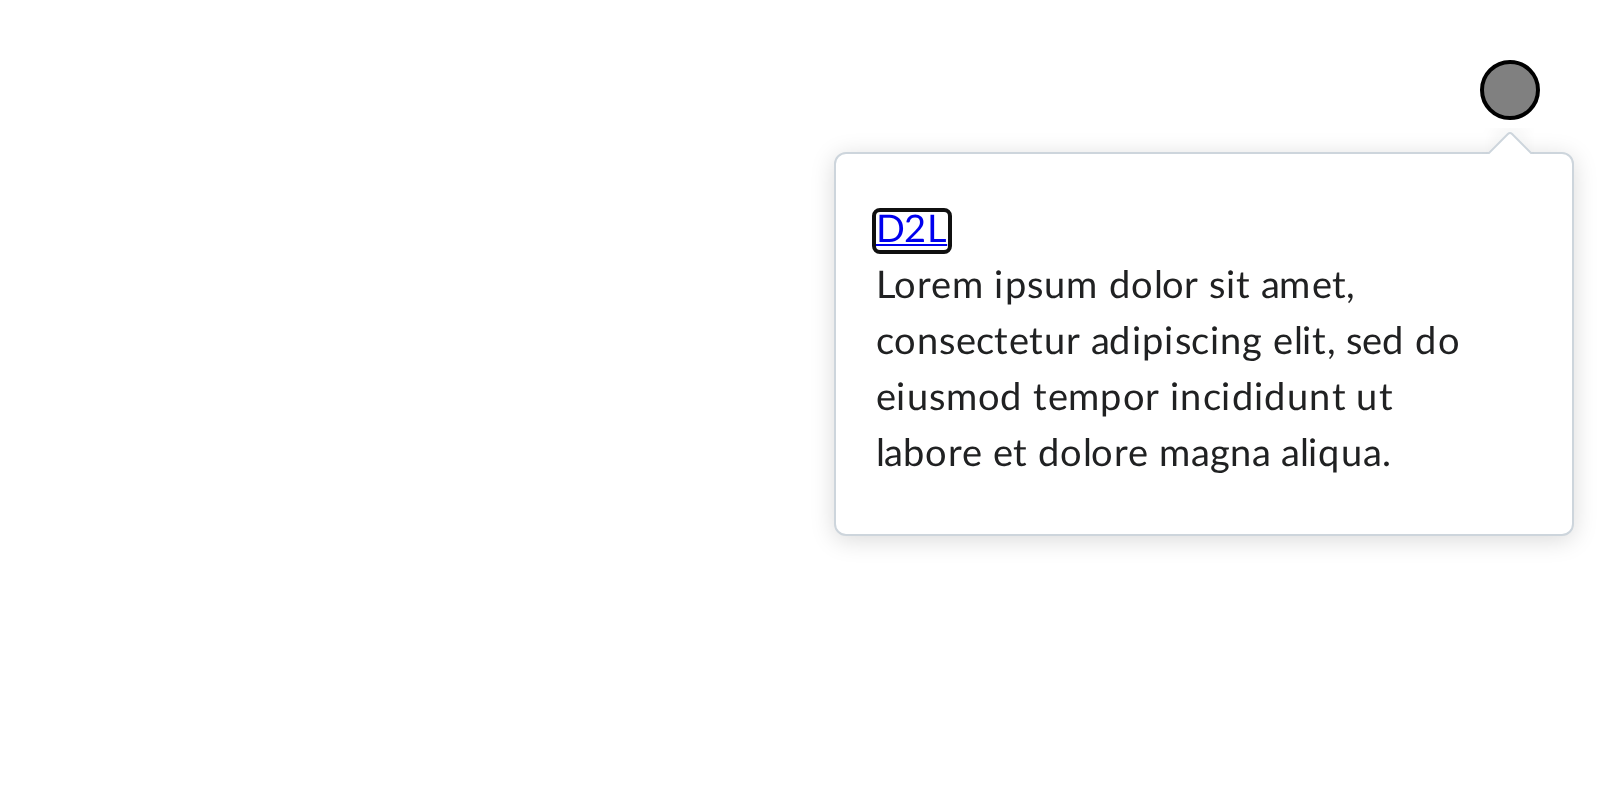 D2L
Lorem ipsum dolor sit amet,
consectetur adipiscing elit, sed do
eiusmod tempor incididunt ut
labore et dolore magna aliqua.